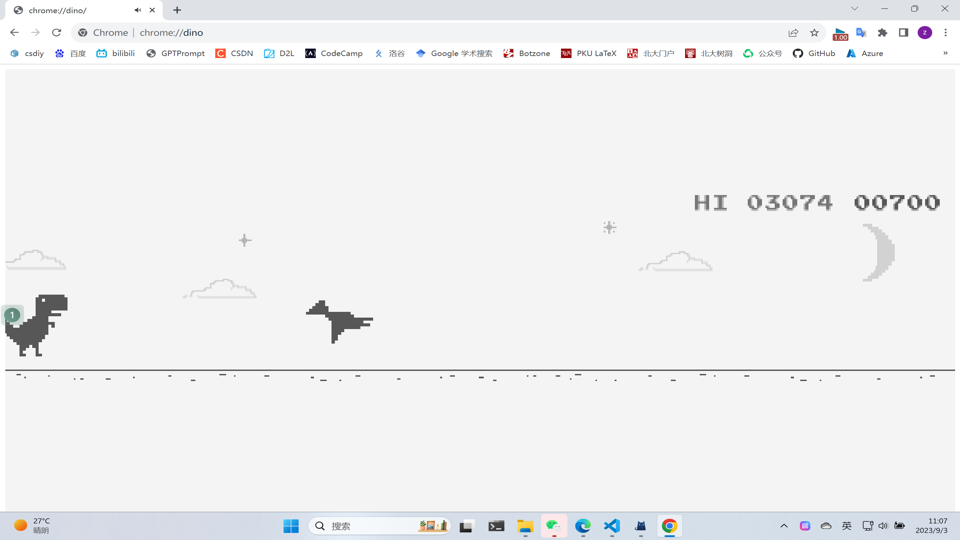 chrome://dino/
Chrome | chrome://dino
1.00
z
csdiy 百度 bilibili GPTPrompt CSDN D2L CodeCamp 洛谷 Google 学术搜索 Botzone PKU LaTeX 北大门户 北大树洞 公众号 GitHub Azure »
HI 03074 00700
1
27°C
晴朗
搜索
英
11:07
2023/9/3